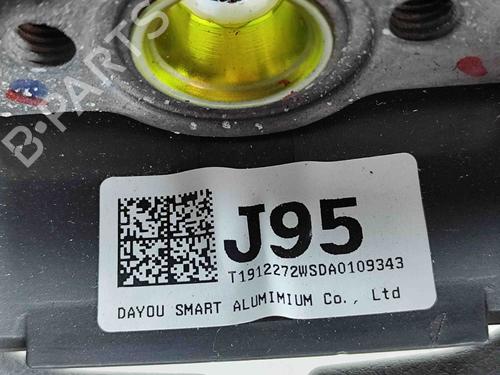 B-PARTS
J95
T1912272WSDA0109343
DAYOU SMART ALUMIMIUM Co., Ltd